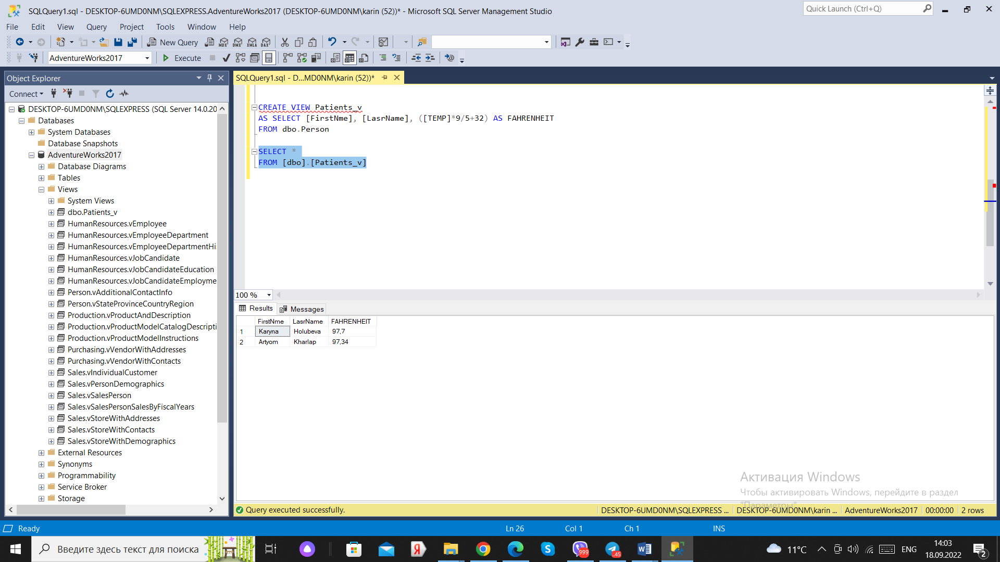 SQLQuery1.sql - DESKTOP-6UMD0NM\SQLEXPRESS.AdventureWorks2017 (DESKTOP-6UMD0NM\karin (52))* - Microsoft SQL Server Management Studio
Quick Launch (Ctrl+Q)
File Edit View Query Project Tools Window Help
New Query
MDX DMX XMLA DAX
AdventureWorks2017
Execute
Object Explorer
SQLQuery1.sql - D...MD0NM\karin (52))*
Connect
DESKTOP-6UMD0NM\SQLEXPRESS (SQL Server 14.0.20
Databases
System Databases
Database Snapshots
AdventureWorks2017
Database Diagrams
Tables
Views
System Views
dbo.Patients_v
HumanResources.vEmployee
HumanResources.vEmployeeDepartment
HumanResources.vEmployeeDepartmentHi
HumanResources.vJobCandidate
HumanResources.vJobCandidateEducation
HumanResources.vJobCandidateEmployme
Person.vAdditionalContactInfo
Person.vStateProvinceCountryRegion
Production.vProductAndDescription
Production.vProductModelCatalogDescripti
Production.vProductModelInstructions
Purchasing.vVendorWithAddresses
Purchasing.vVendorWithContacts
Sales.vIndividualCustomer
Sales.vPersonDemographics
Sales.vSalesPerson
Sales.vSalesPersonSalesByFiscalYears
Sales.vStoreWithAddresses
Sales.vStoreWithContacts
Sales.vStoreWithDemographics
External Resources
Synonyms
Programmability
Service Broker
Storage
CREATE VIEW Patients_v
AS SELECT [FirstNme], [LasrName], ([TEMP]*9/5+32) AS FAHRENHEIT
FROM dbo.Person
SELECT *
FROM [dbo].[Patients_v]
100 %
Results Messages
FirstNme LasrName FAHRENHEIT
1 Karyna Holubeva 97,7
2 Artyom Kharlap 97,34
Активация Windows
Чтобы активировать Windows, перейдите в раздел
"Параметры".
Query executed successfully.
DESKTOP-6UMD0NM\SQLEXPRESS ... DESKTOP-6UMD0NM\karin ... AdventureWorks2017 00:00:00 2 rows
Ready
Ln 26 Col 1 Ch 1 INS
Введите здесь текст для поиска
Я
999
.45
11°C
ENG
14:03
18.09.2022
2